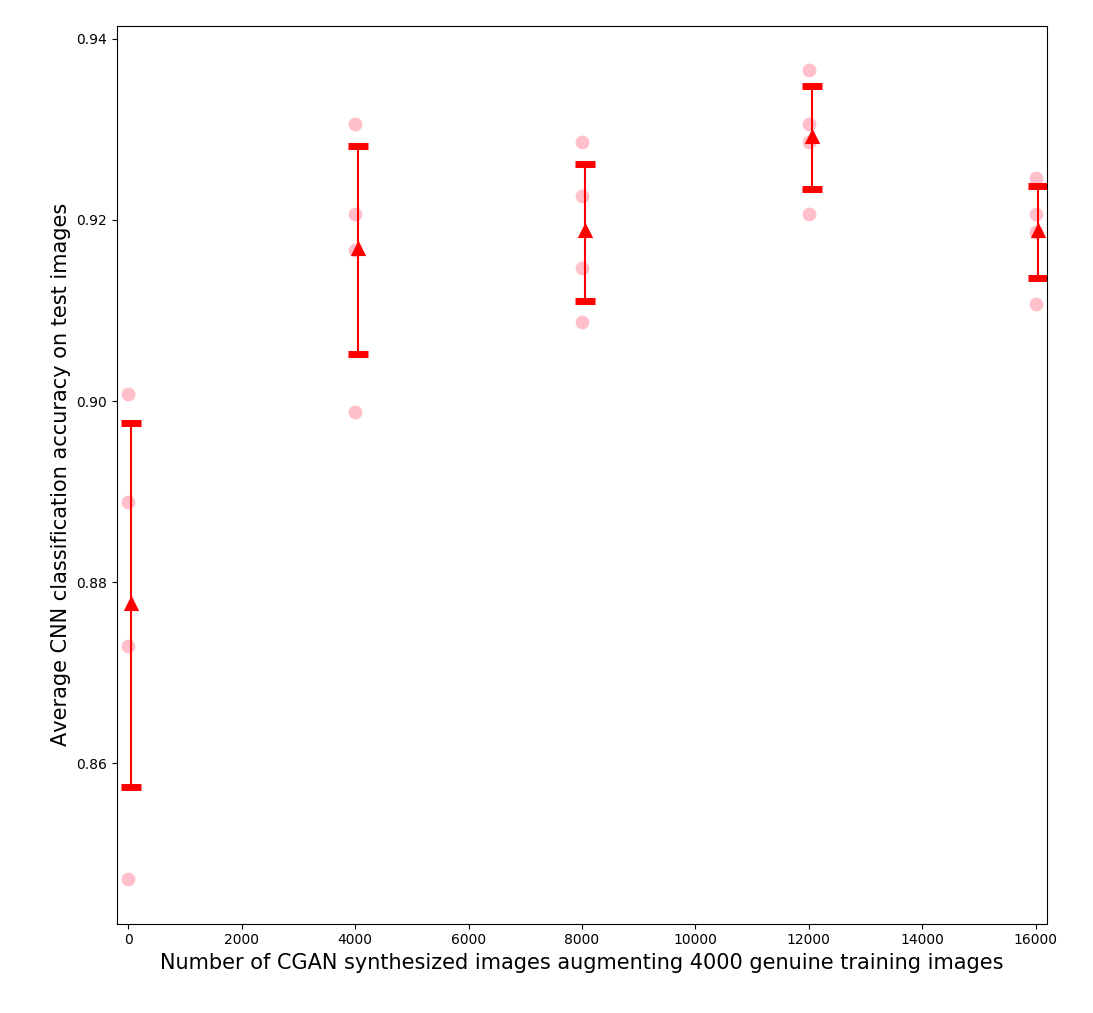 0.94
0.92
0.90
0.88
0.86
Average CNN classification accuracy on test images
0 2000 4000 6000 8000 10000 12000 14000 16000
Number of CGAN synthesized images augmenting 4000 genuine training images